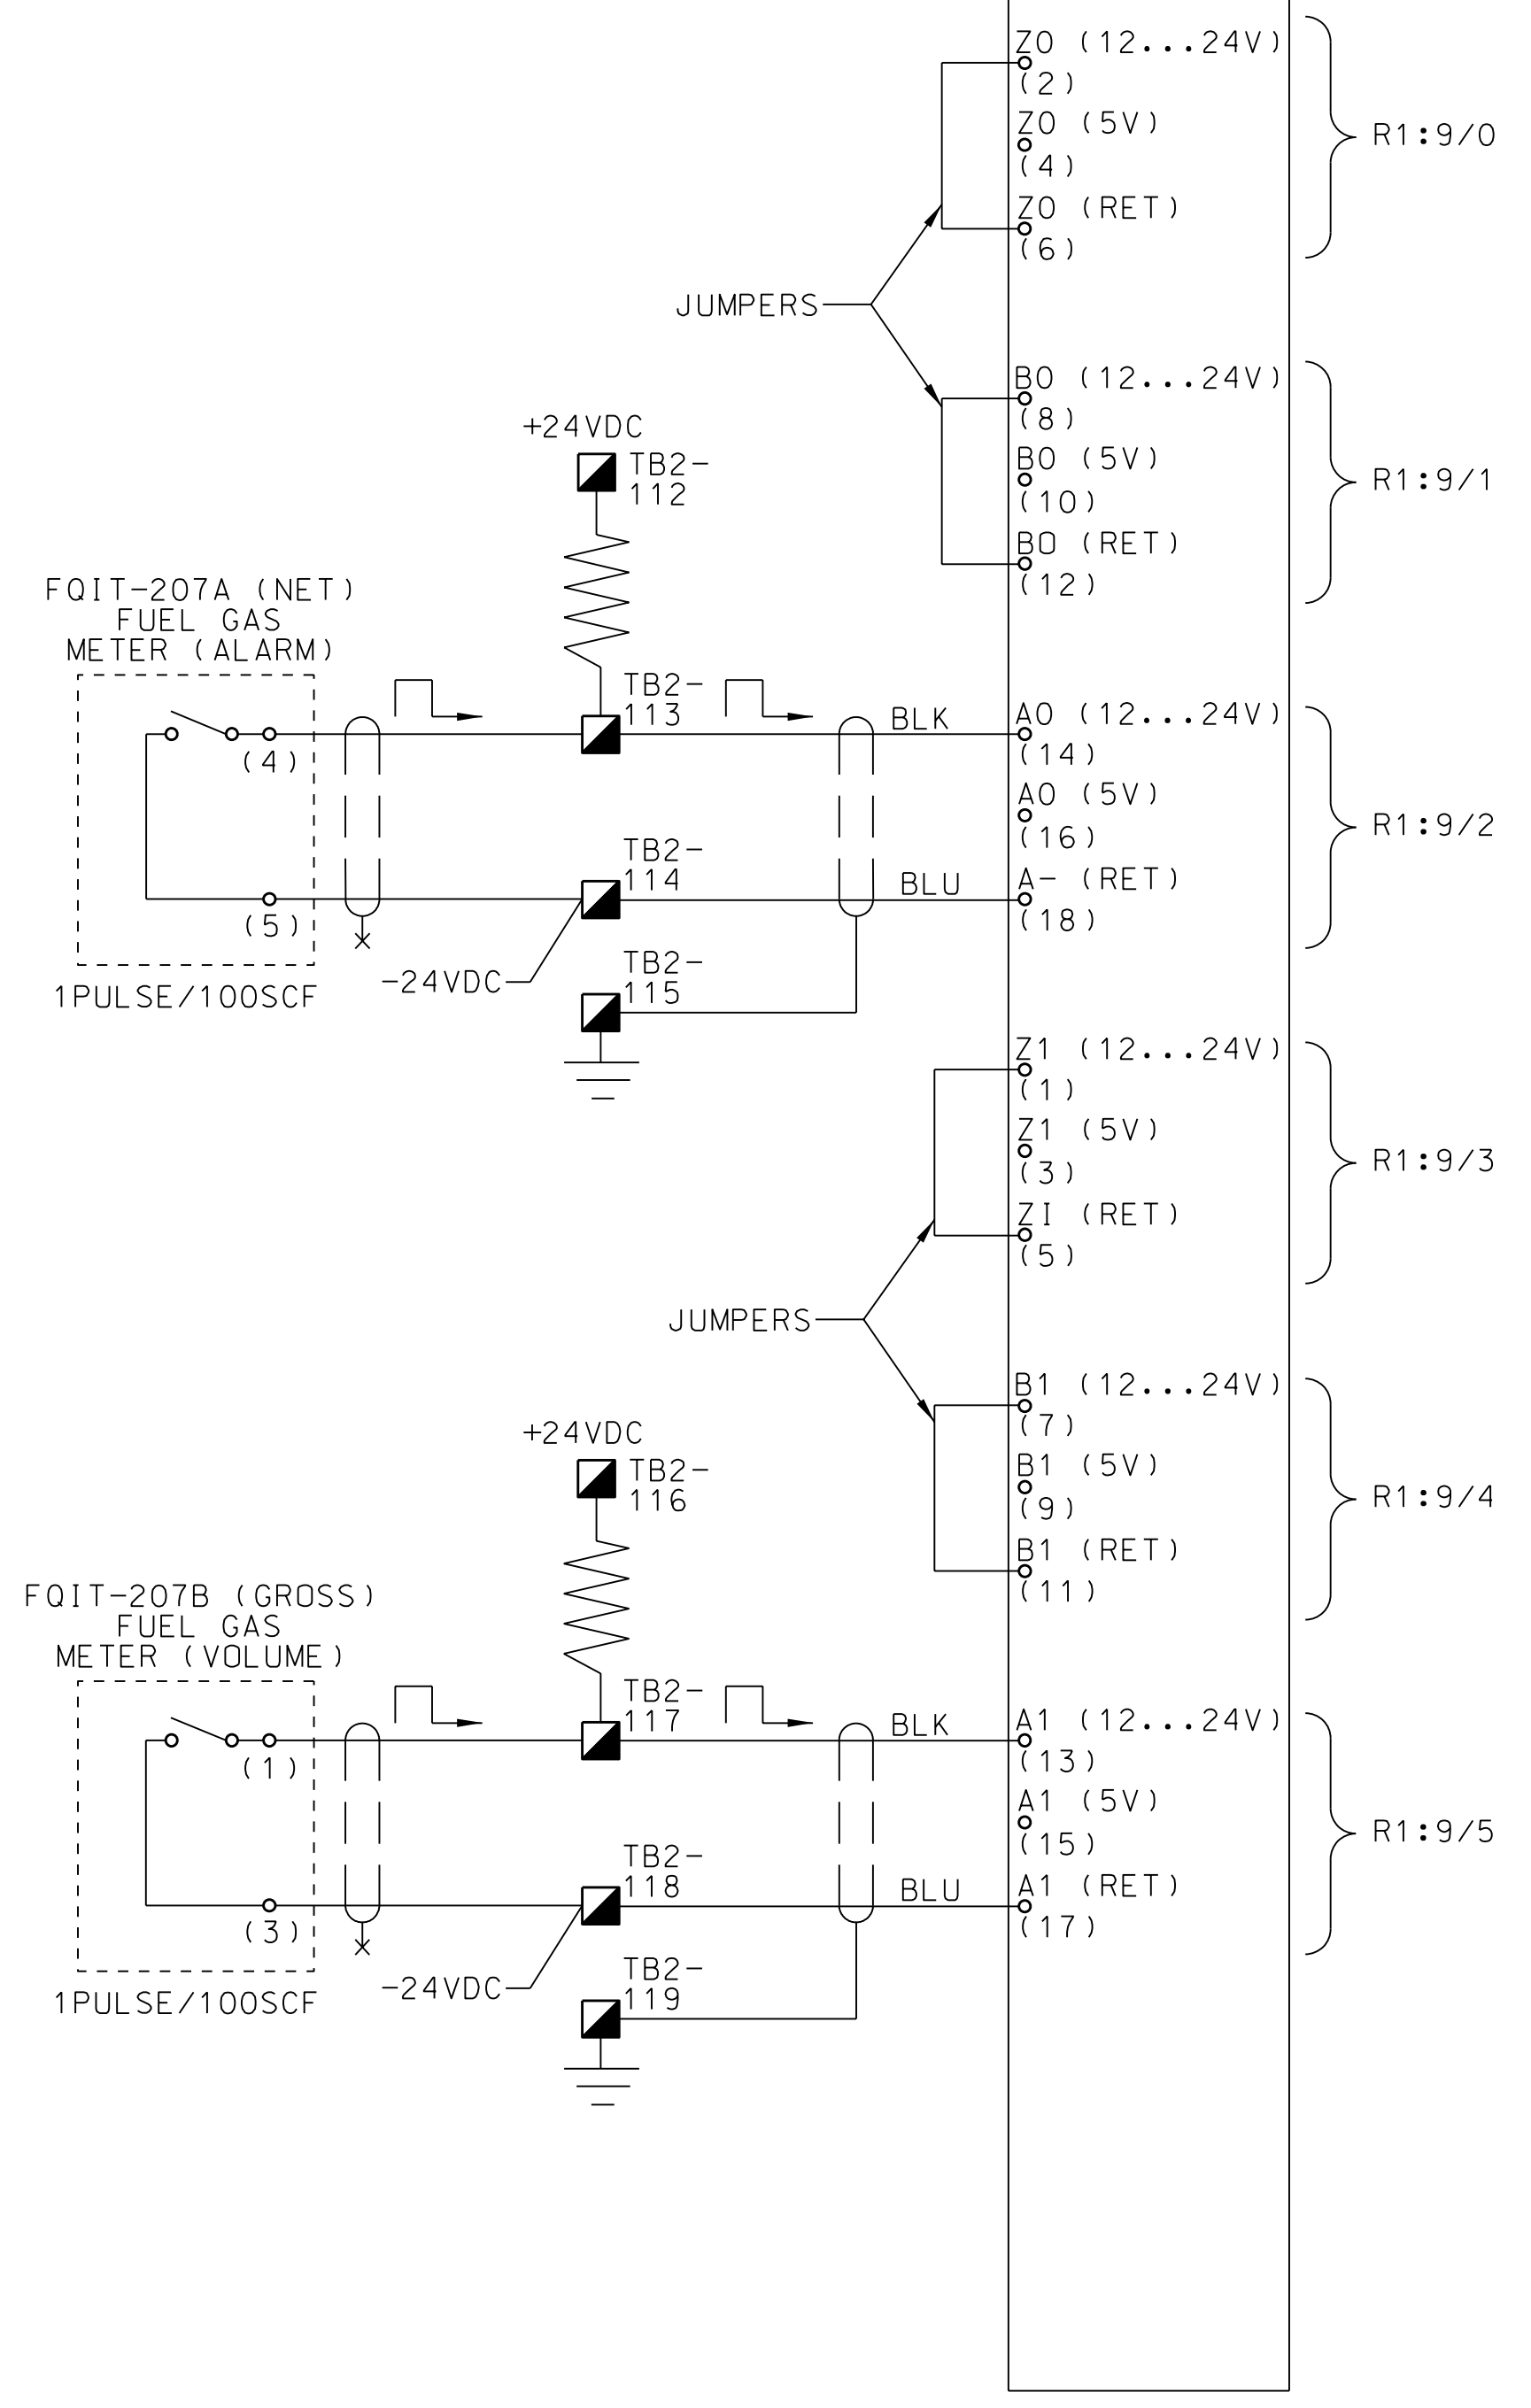 Z0 (12...24V)
(2)
Z0 (5V)
(4)
Z0 (RET)
(6)
R1:9/0
JUMPERS
B0 (12...24V)
(8)
B0 (5V)
(10)
B0 (RET)
(12)
R1:9/1
+24VDC
TB2-
112
FQIT-207A (NET)
FUEL GAS
METER (ALARM)
(4)
(5)
1PULSE/100SCF
TB2-
113
TB2-
114
-24VDC
TB2-
115
BLK
BLU
A0 (12...24V)
(14)
A0 (5V)
(16)
A- (RET)
(18)
R1:9/2
Z1 (12...24V)
(1)
Z1 (5V)
(3)
ZI (RET)
(5)
R1:9/3
JUMPERS
B1 (12...24V)
(7)
B1 (5V)
(9)
B1 (RET)
(11)
R1:9/4
+24VDC
TB2-
116
FQIT-207B (GROSS)
FUEL GAS
METER (VOLUME)
(1)
(3)
1PULSE/100SCF
TB2-
117
TB2-
118
-24VDC
TB2-
119
BLK
BLU
A1 (12...24V)
(13)
A1 (5V)
(15)
A1 (RET)
(17)
R1:9/5